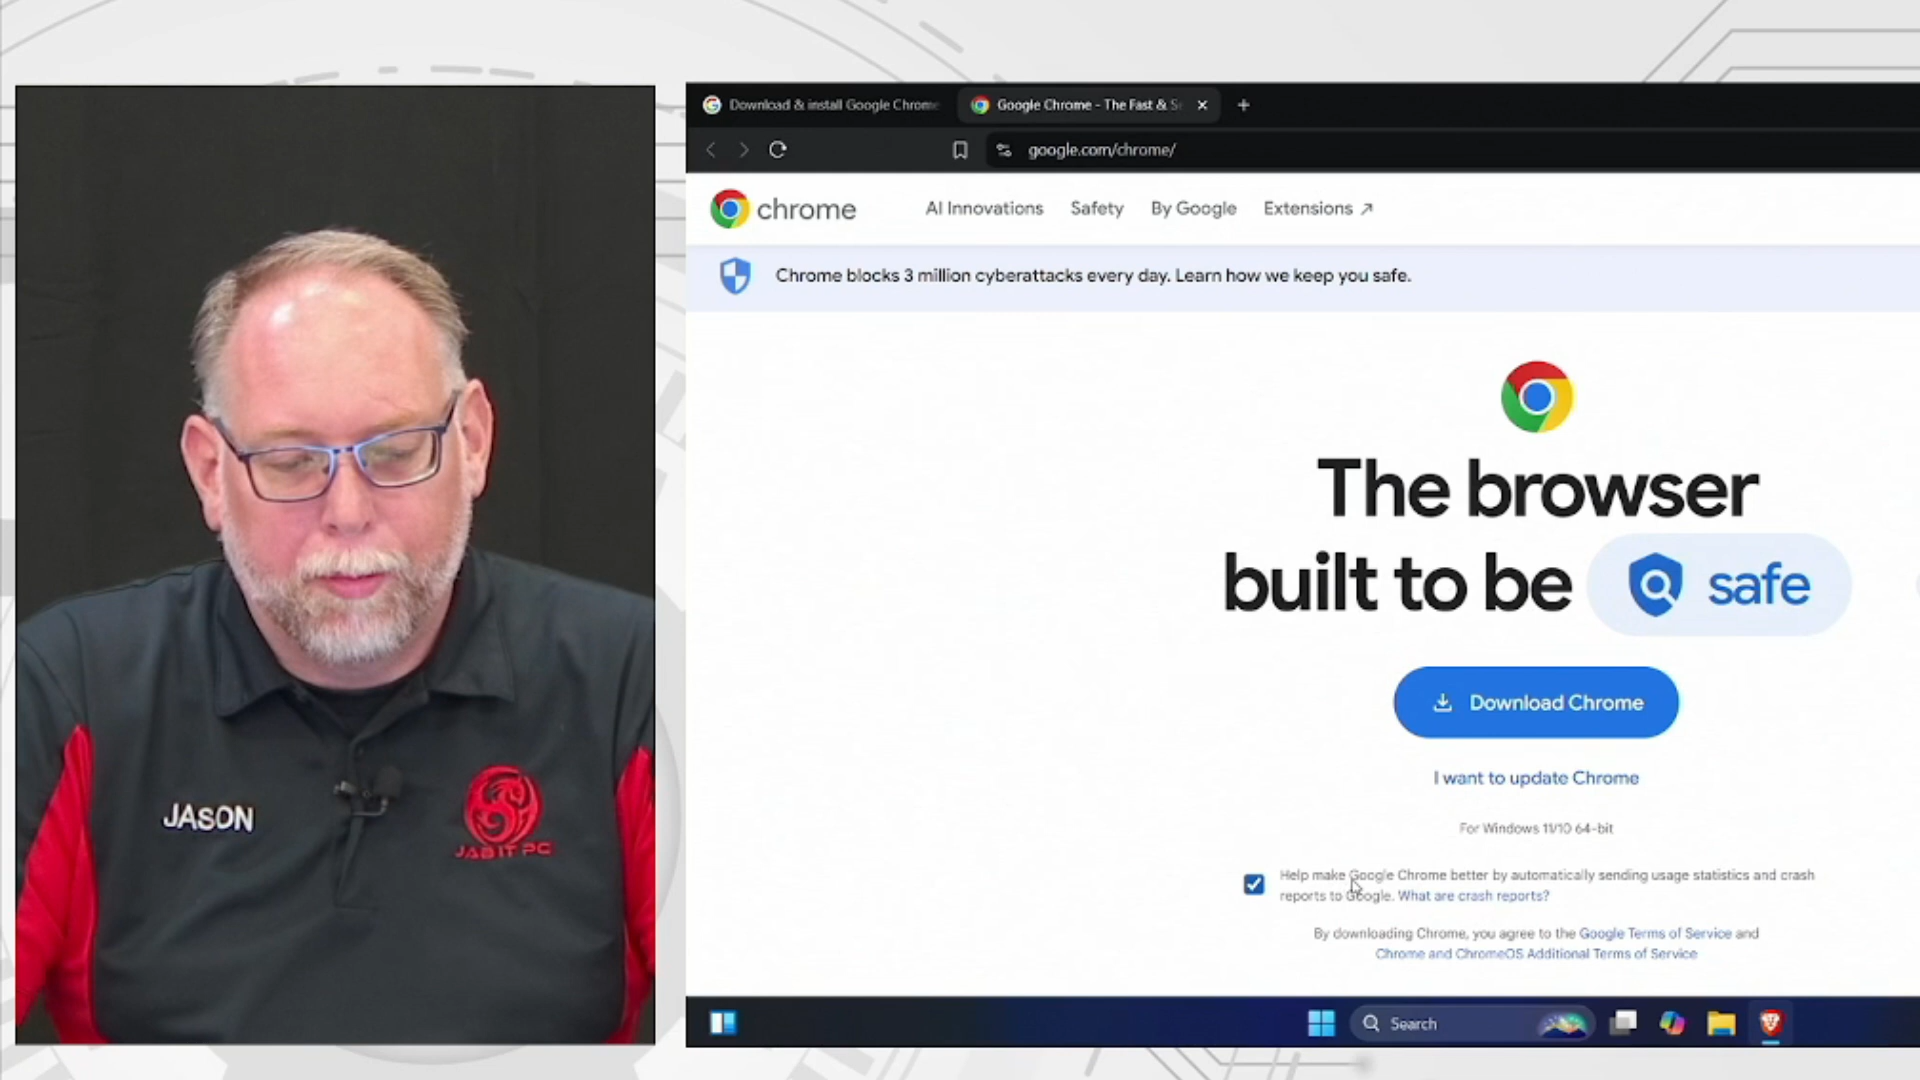 Download & install Google Chrome
Google Chrome - The Fast & S
google.com/chrome/
chrome
AI Innovations
Safety
By Google
Extensions
Chrome blocks 3 million cyberattacks every day. Learn how we keep you safe.
The browser
built to be safe
Download Chrome
I want to update Chrome
For Windows 11/10 64-bit
Help make Google Chrome better by automatically sending usage statistics and crash
reports to Google. What are crash reports?
By downloading Chrome, you agree to the Google Terms of Service and
Chrome and ChromeOS Additional Terms of Service
Search
JASON
JAB IT PC